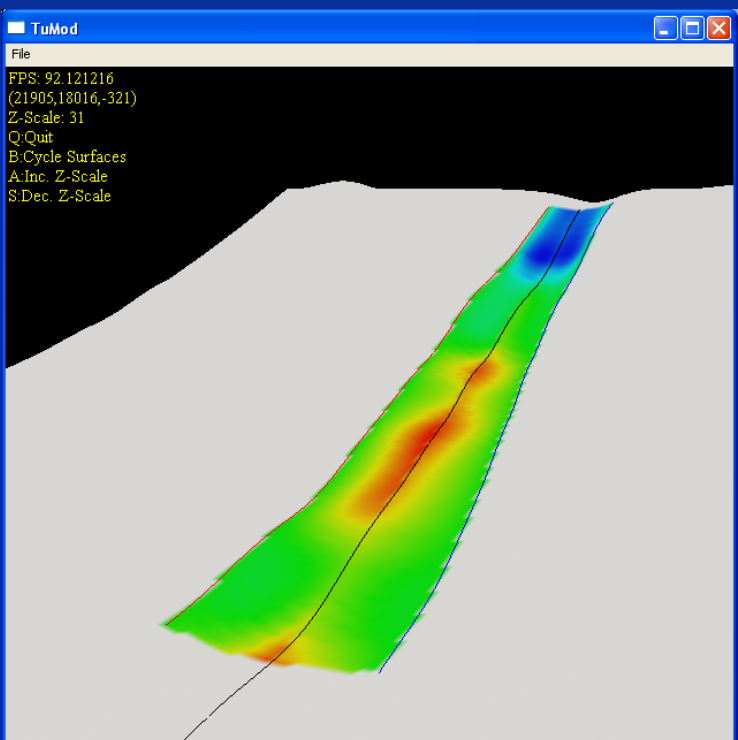 TuMod
File
FPS: 92.121216
(21905,18016,-321)
Z-Scale: 31
Q:Quit
B:Cycle Surfaces
A:Inc. Z-Scale
S:Dec. Z-Scale